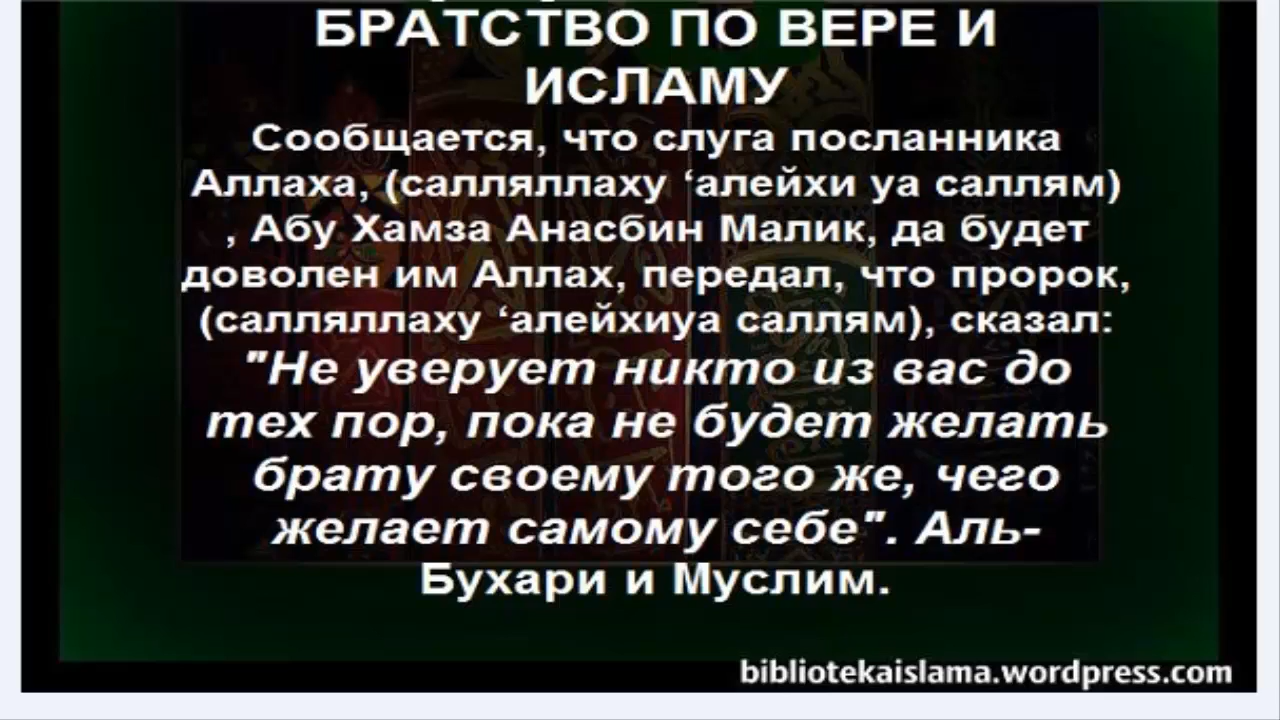 БРАТСТВО ПО ВЕРЕ И
ИСЛАМУ
Сообщается, что слуга посланника
Аллаха, (салляллаху ‘алейхи уа саллям)
, Абу Хамза Анасбин Малик, да будет
доволен им Аллах, передал, что пророк,
(салляллаху ‘алейхиуа саллям), сказал:
"Не уверует никто из вас до
тех пор, пока не будет желать
брату своему того же, чего
желает самому себе". Аль-
Бухари и Муслим.
bibliotekaislama.wordpress.com